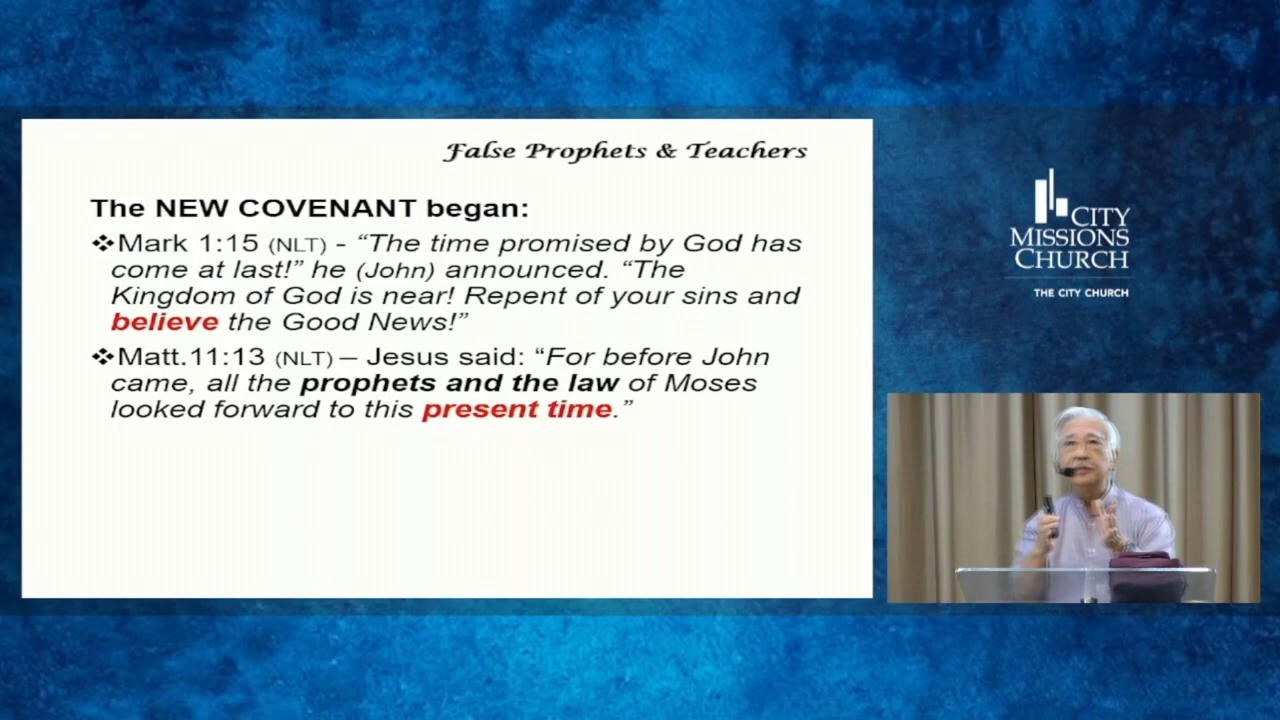 False Prophets & Teachers
The NEW COVENANT began:
❖Mark 1:15 (NLT) - “The time promised by God has
come at last!” he (John) announced. “The
Kingdom of God is near! Repent of your sins and
believe the Good News!”
❖Matt.11:13 (NLT) – Jesus said: “For before John
came, all the prophets and the law of Moses
looked forward to this present time.”
CITY
MISSIONS
CHURCH
THE CITY CHURCH